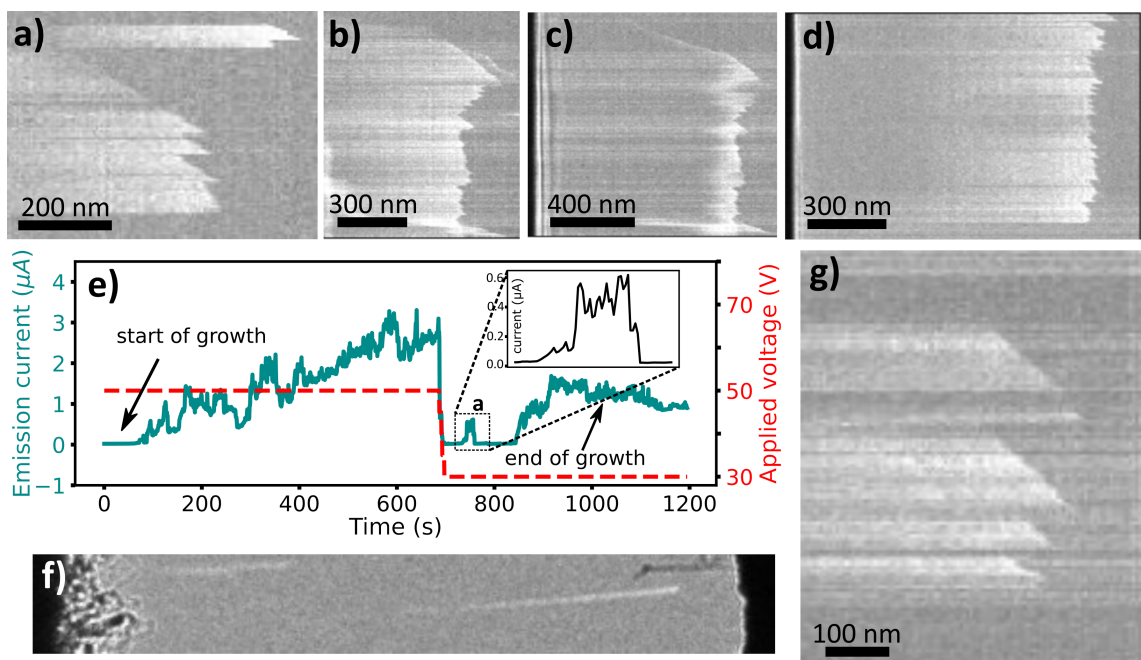 a)
b)
c)
d)
200 nm
300 nm
400 nm
300 nm
e)
Emission current (μA)
4
3
2
1
0
−1
start of growth
current (μA)
0.6
0.4
0.2
0.0
a
end of growth
70
50
30
Applied voltage (V)
0 200 400 600 800 1000 1200
Time (s)
f)
g)
100 nm